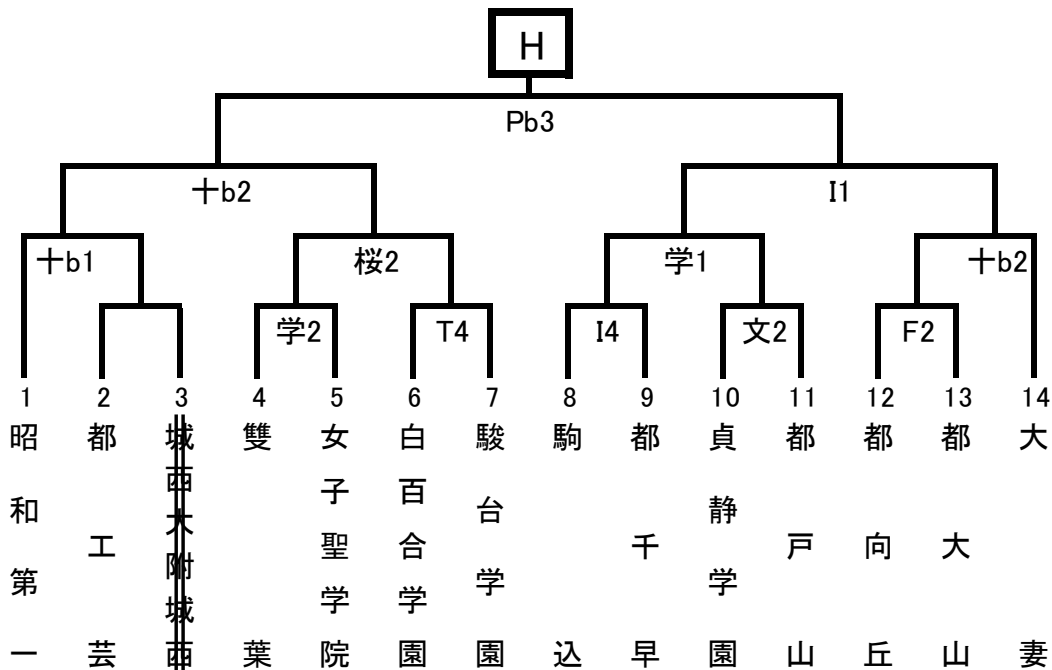 H
Pb3
十b2
I1
十b1
桜2
学1
十b2
学2
T4
I4
文2
F2
1 2 3 4 5 6 7 8 9 10 11 12 13 14
昭和第一
都工芸
城西大附城西
雙葉
女子聖学院
白百合学園
駿台学園
駒込
都千早
貞静学園
都戸山
都向丘
都大山
大妻